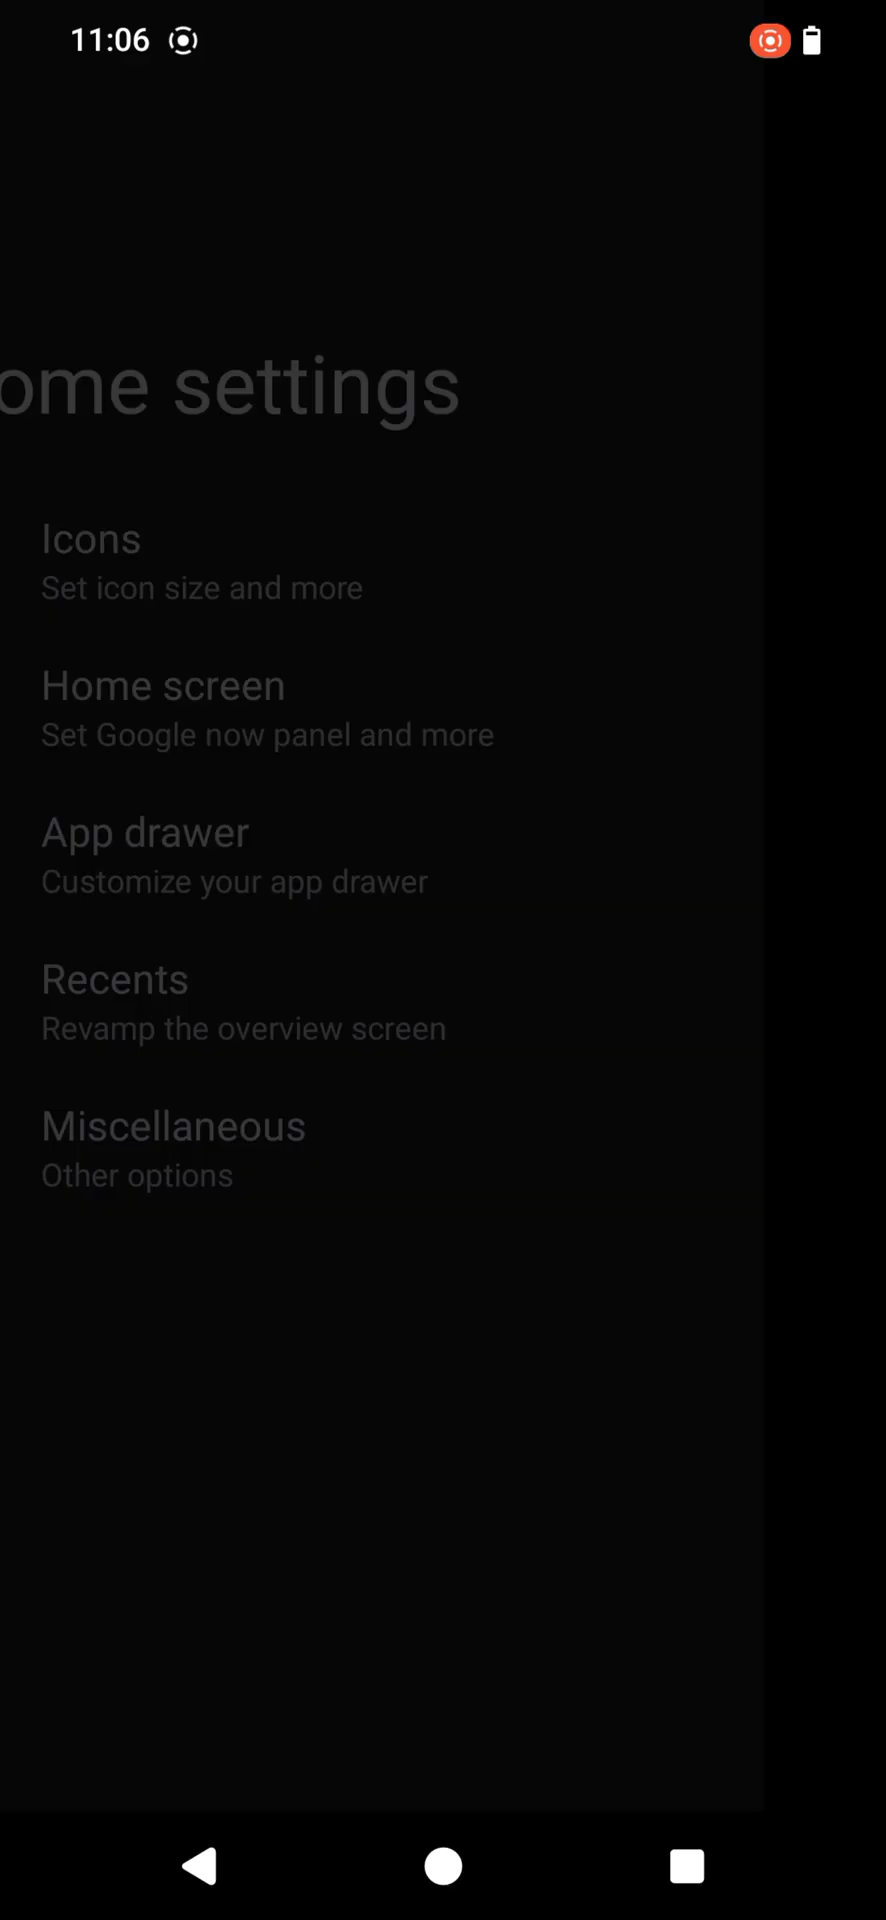 11:06
ome settings
Icons
Set icon size and more
Home screen
Set Google now panel and more
App drawer
Customize your app drawer
Recents
Revamp the overview screen
Miscellaneous
Other options